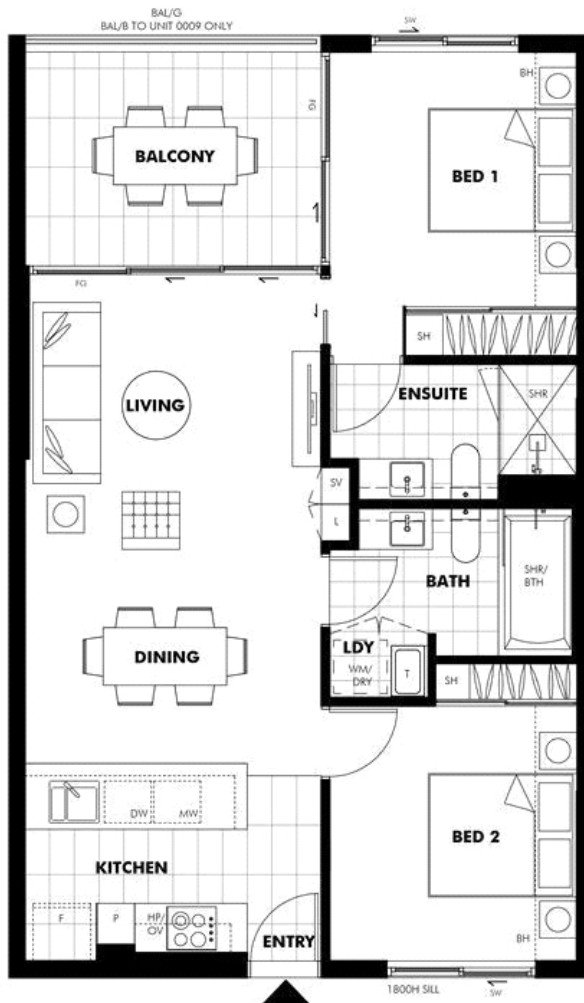 BAL/G
BAL/B TO UNIT 0009 ONLY
SW
BH
FG
BALCONY
BED 1
FG
SH
LIVING
ENSUITE
SHR
SV
L
BATH
SHR/
BTH
DINING
LDY
WM/
DRY
T
SH
DW
MW
BED 2
KITCHEN
F
P
HP/
OV
ENTRY
BH
1800H SILL
SW